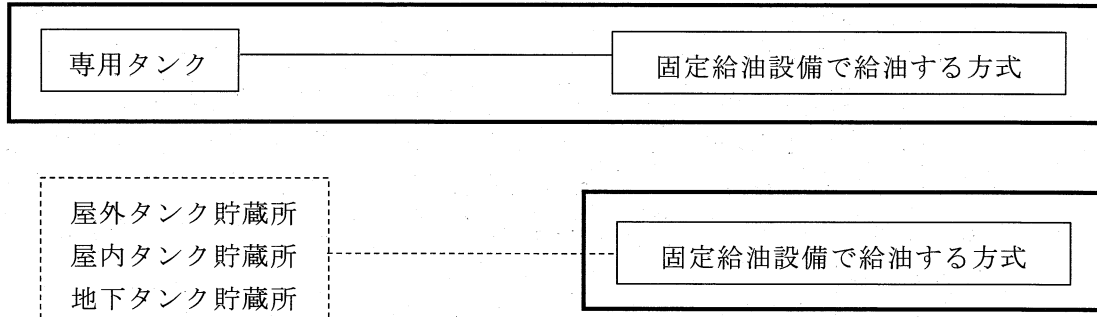 専用タンク
固定給油設備で給油する方式
屋外タンク貯蔵所
屋内タンク貯蔵所
地下タンク貯蔵所
固定給油設備で給油する方式